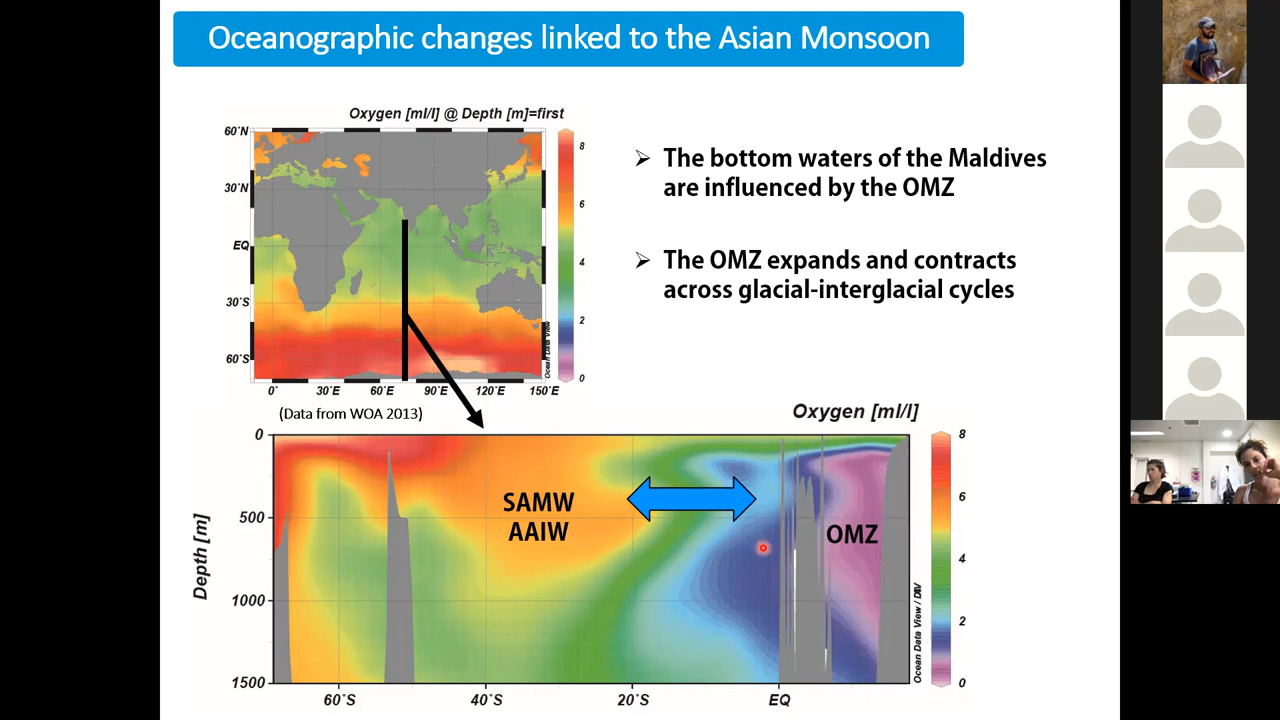 Oceanographic changes linked to the Asian Monsoon
Oxygen [ml/l] @ Depth [m]=first
60˚N
30˚N
EQ
30˚S
60˚S
0˚
30˚E
60˚E
90˚E
120˚E
150˚E
8
6
4
2
0
Ocean Data View
(Data from WOA 2013)
➢ The bottom waters of the Maldives
are influenced by the OMZ
➢ The OMZ expands and contracts
across glacial-interglacial cycles
Oxygen [ml/l]
Depth [m]
0
500
1000
1500
60˚S
40˚S
20˚S
EQ
SAMW
AAIW
OMZ
8
6
4
2
0
Ocean Data View /